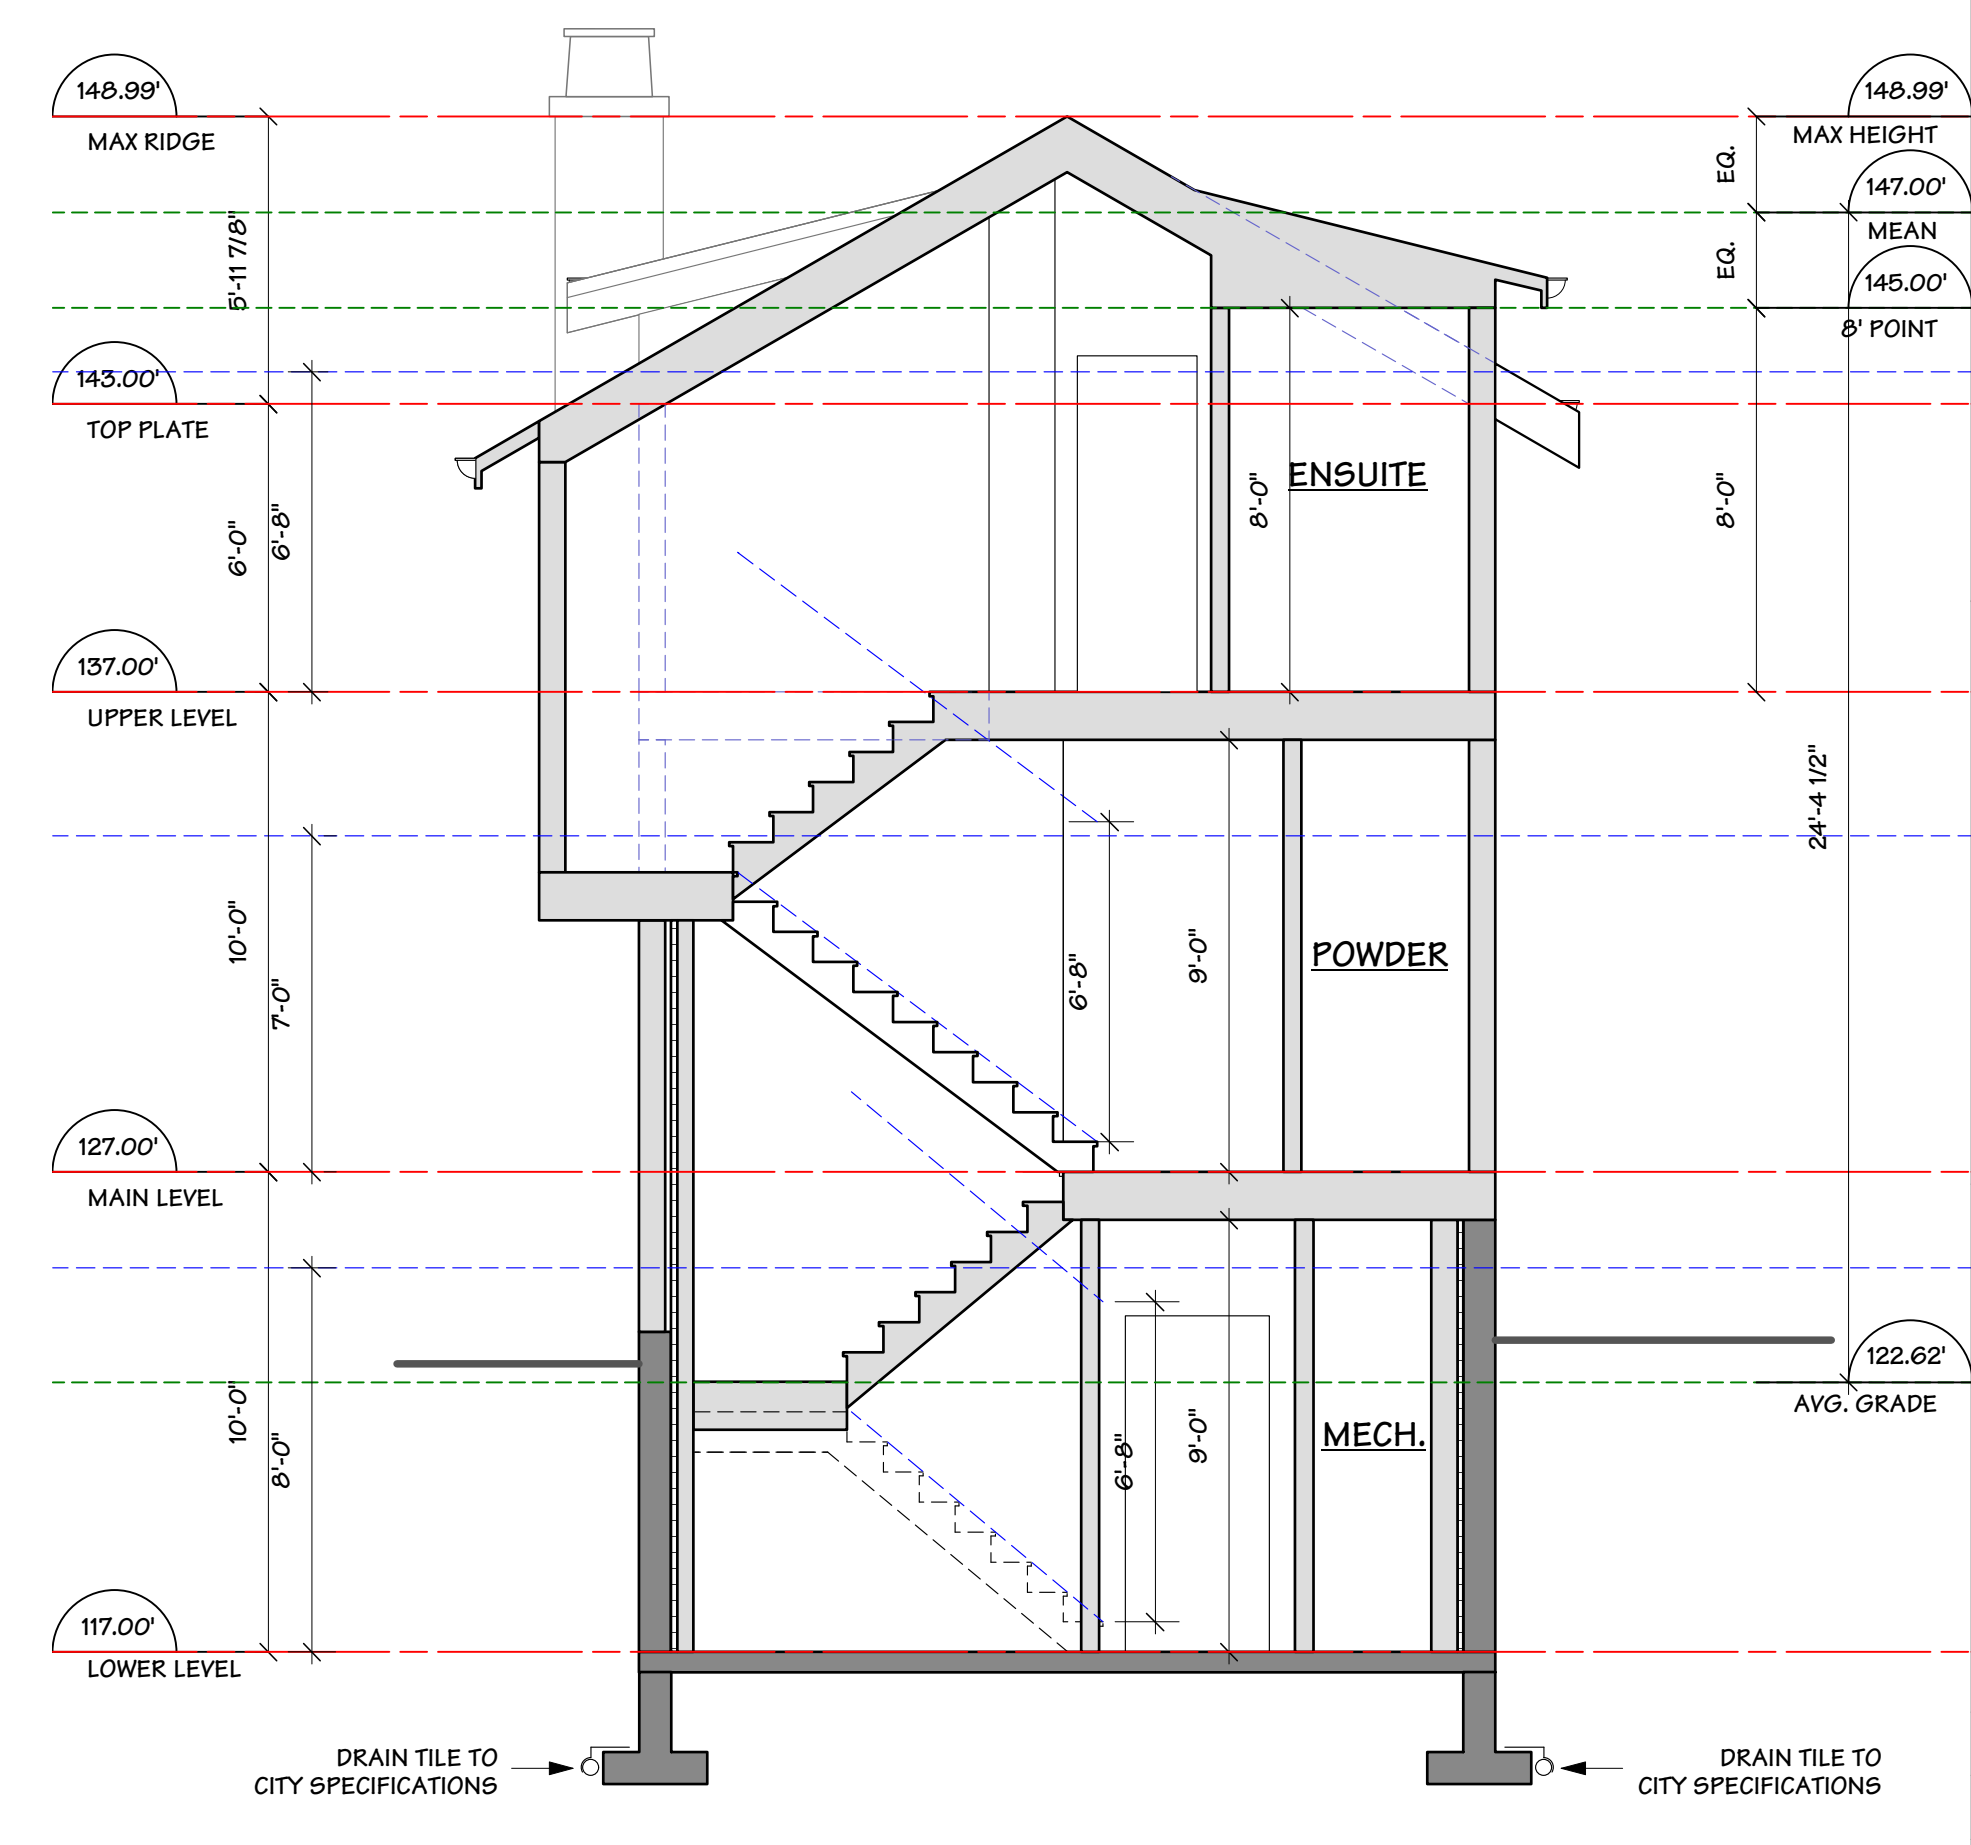 148.99'
MAX RIDGE
148.99'
MAX HEIGHT
EQ.
147.00'
MEAN
EQ.
145.00'
8' POINT
5'-11 7/8"
143.00'
TOP PLATE
6'-0"
6'-8"
8'-0"
ENSUITE
8'-0"
137.00'
UPPER LEVEL
24'-4 1/2"
10'-0"
7'-0"
6'-8"
9'-0"
POWDER
127.00'
MAIN LEVEL
122.62'
AVG. GRADE
10'-0"
8'-0"
6'-8"
9'-0"
MECH.
117.00'
LOWER LEVEL
DRAIN TILE TO
CITY SPECIFICATIONS
DRAIN TILE TO
CITY SPECIFICATIONS